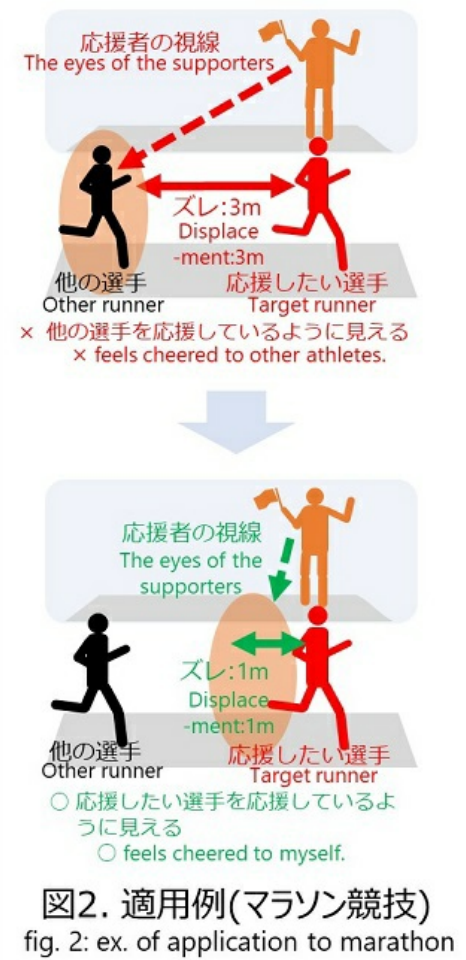 応援者の視線
The eyes of the supporters
ズレ:3m
Displace
-ment:3m
他の選手
Other runner
応援したい選手
Target runner
× 他の選手を応援しているように見える
× feels cheered to other athletes.
応援者の視線
The eyes of the
supporters
ズレ:1m
Displace
-ment:1m
他の選手
Other runner
応援したい選手
Target runner
○ 応援したい選手を応援しているよ
うに見える
○ feels cheered to myself.
図2. 適用例(マラソン競技)
fig. 2: ex. of application to marathon